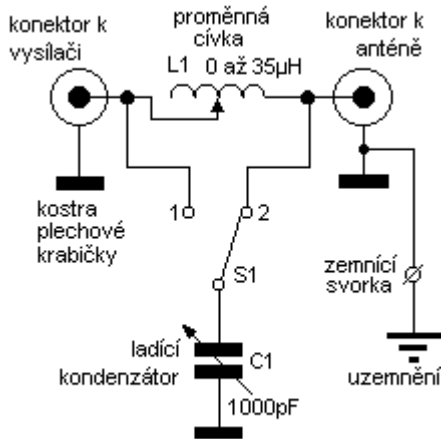 konektor k
vysílači
proměnná
cívka
L1 0 až 35µH
konektor k
anténě
kostra
plechové
krabičky
1
2
S1
zemnící
svorka
ladící
kondenzátor
C1
1000pF
uzemnění